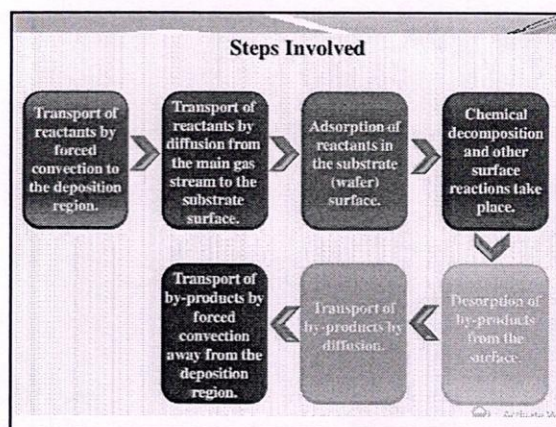 Steps Involved
Transport of
reactants by
forced
convection to
the deposition
region.
Transport of
reactants by
diffusion from
the main gas
stream to the
substrate
surface.
Adsorption of
reactants in
the substrate
(wafer)
surface.
Chemical
decomposition
and other
surface
reactions take
place.
Desorption of
by-products
from the
surface.
Transport of
by-products by
diffusion.
Transport of
by-products by
forced
convection
away from the
deposition
region.